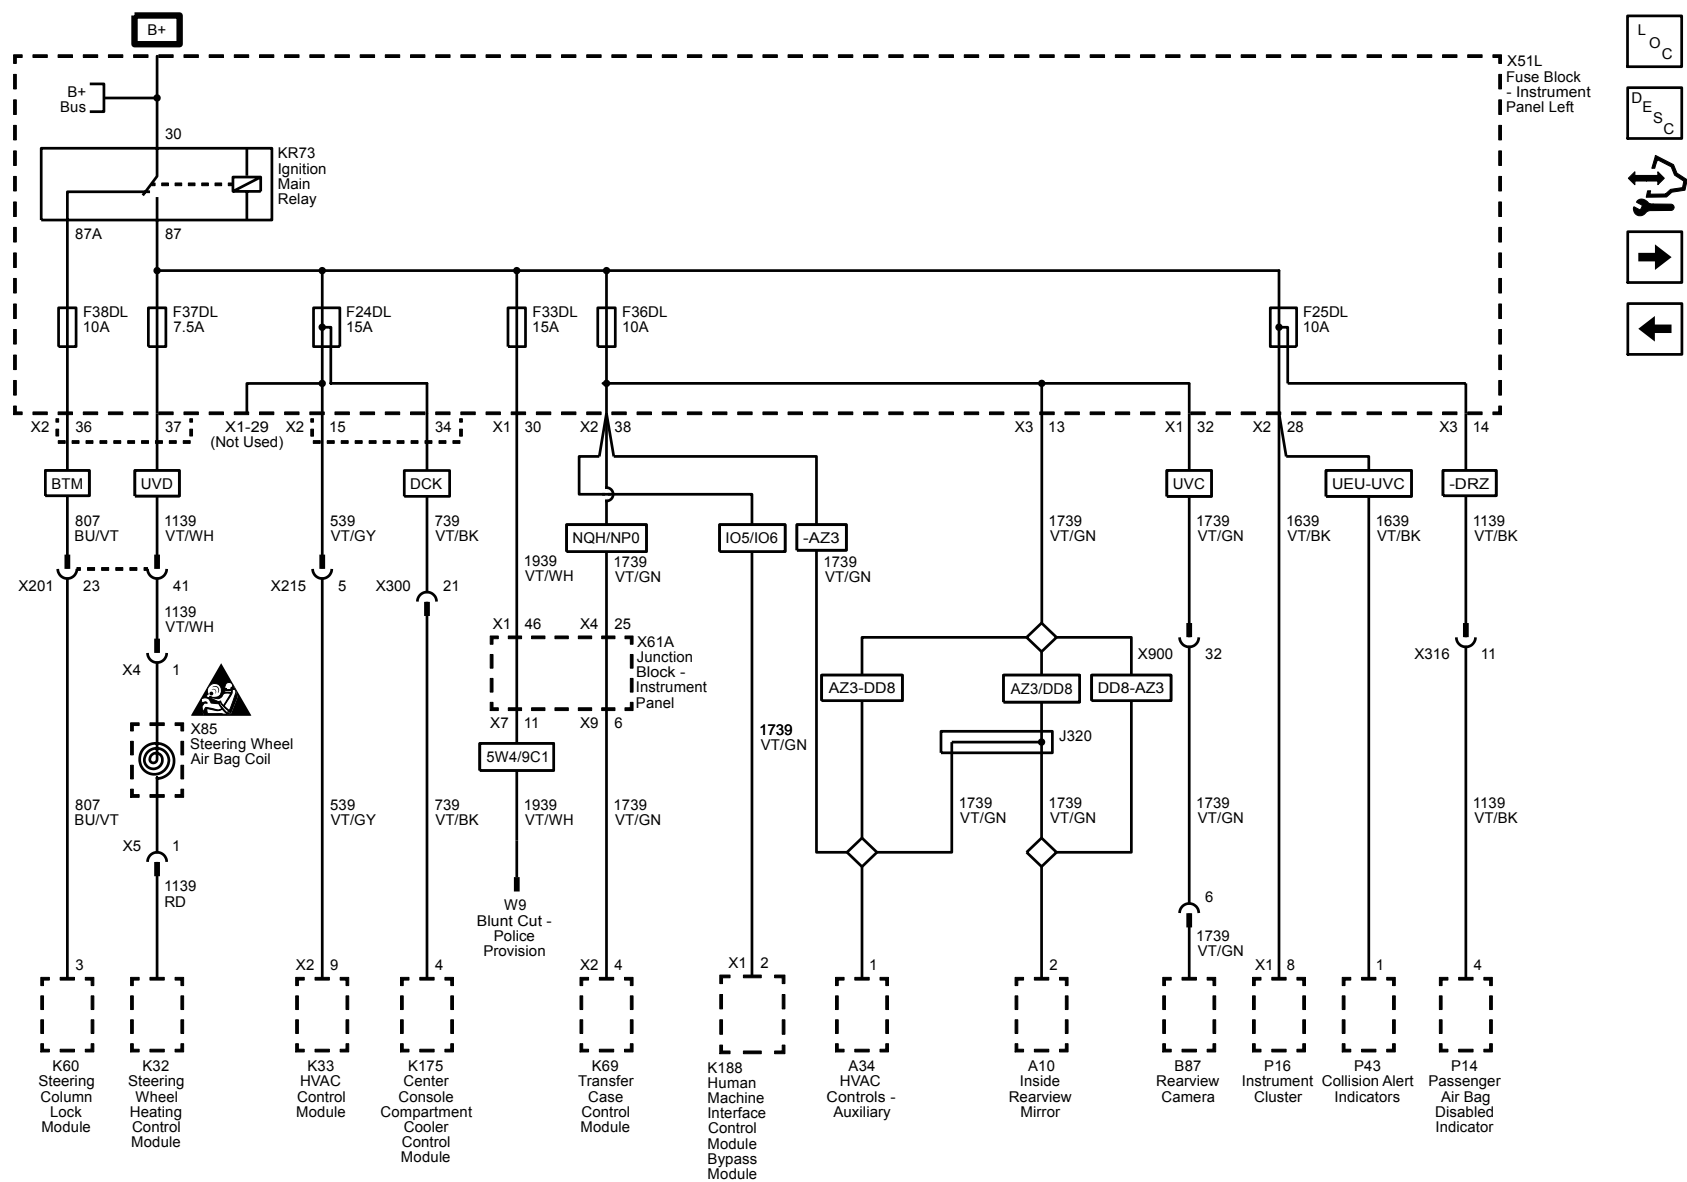 B+
L
O
C
X51L
Fuse Block
- Instrument
Panel Left
B+
Bus
D
E
S
C
30
KR73
Ignition
Main
Relay
87A
87
F38DL
10A
F37DL
7.5A
F24DL
15A
F33DL
15A
F36DL
10A
F25DL
10A
X2
36
37
X1-29
(Not Used)
X2
15
34
X1
30
X2
38
X3
13
X1
32
X2
28
X3
14
BTM
UVD
DCK
UVC
UEU-UVC
-DRZ
807
BU/VT
1139
VT/WH
539
VT/GY
739
VT/BK
NQH/NP0
IO5/IO6
-AZ3
1739
VT/GN
1739
VT/GN
1639
VT/BK
1639
VT/BK
1139
VT/BK
1939
VT/WH
1739
VT/GN
1739
VT/GN
X201
23
41
X215
5
X300
21
1139
VT/WH
X1
46
X4
25
X61A
Junction
Block -
Instrument
Panel
X900
32
X316
11
X4
1
AZ3-DD8
AZ3/DD8
DD8-AZ3
X7
11
X9
6
X85
Steering Wheel
Air Bag Coil
5W4/9C1
1739
VT/GN
J320
807
BU/VT
539
VT/GY
739
VT/BK
1939
VT/WH
1739
VT/GN
1739
VT/GN
1739
VT/GN
1739
VT/GN
1139
VT/BK
X5
1
1139
RD
W9
Blunt Cut -
Police
Provision
6
1739
VT/GN
3
X2
9
4
X2
4
X1
2
1
2
X1
8
1
4
K60
Steering
Column
Lock
Module
K32
Steering
Wheel
Heating
Control
Module
K33
HVAC
Control
Module
K175
Center
Console
Compartment
Cooler
Control
Module
K69
Transfer
Case
Control
Module
K188
Human
Machine
Interface
Control
Module
Bypass
Module
A34
HVAC
Controls -
Auxiliary
A10
Inside
Rearview
Mirror
B87
Rearview
Camera
P16
Instrument
Cluster
P43
Collision Alert
Indicators
P14
Passenger
Air Bag
Disabled
Indicator